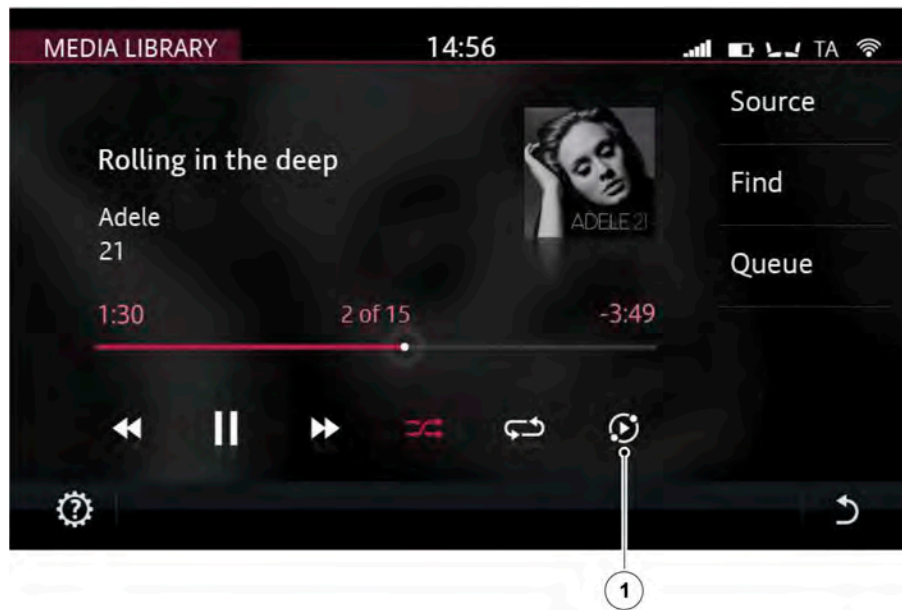 MEDIA LIBRARY 14:56 TA
Source
Rolling in the deep
Find
Adele
21
ADELE 21
Queue
1:30 2 of 15 -3:49
?
1